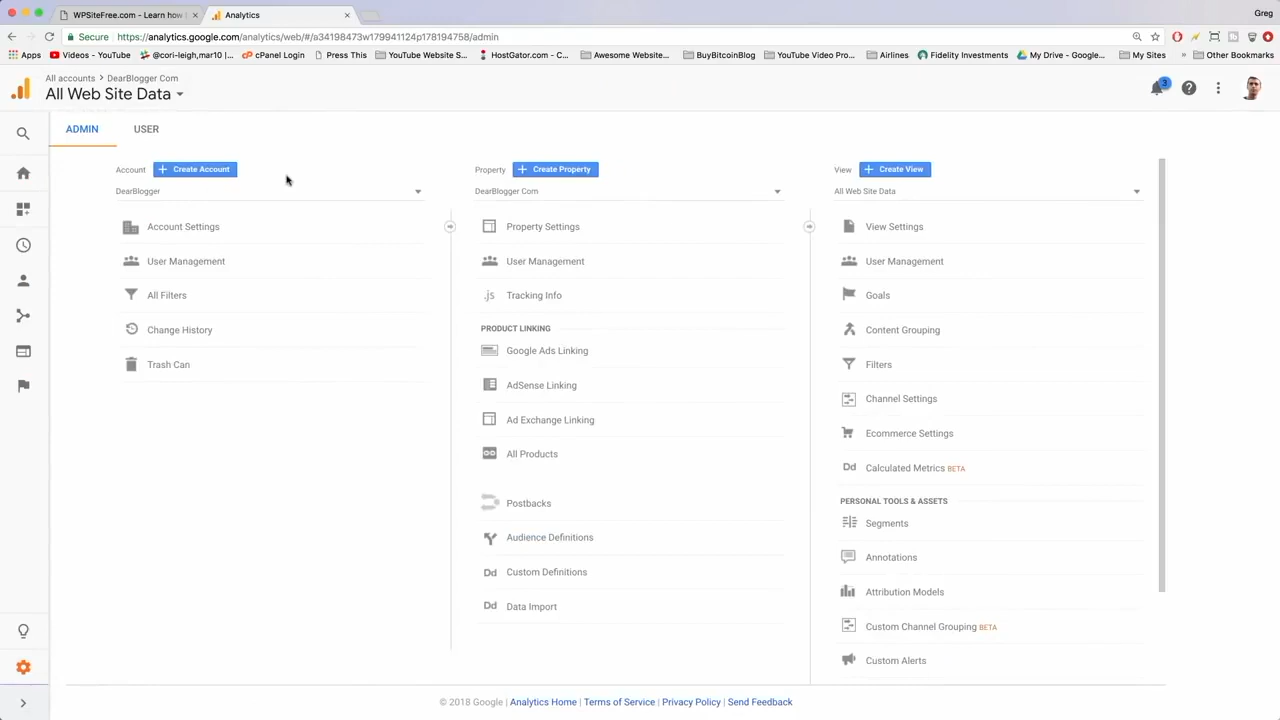 WPSiteFree.com - Learn how
Analytics
Greg
Secure
https://analytics.google.com/analytics/web/#/a34198473w179941124p178194758/admin
Apps
Videos - YouTube
@cori-leigh,mar10 |...
cPanel Login
Press This
YouTube Website S...
HostGator.com - C...
Awesome Website...
BuyBitcoinBlog
YouTube Video Pro...
Airlines
Fidelity Investments
My Drive - Google...
My Sites
»
Other Bookmarks
All accounts > DearBlogger Com
All Web Site Data
3
ADMIN
USER
Account
+ Create Account
DearBlogger
Account Settings
User Management
All Filters
Change History
Trash Can
Property
+ Create Property
DearBlogger Com
Property Settings
User Management
.js Tracking Info
PRODUCT LINKING
Google Ads Linking
AdSense Linking
Ad Exchange Linking
All Products
Postbacks
Audience Definitions
Dd Custom Definitions
Dd Data Import
View
+ Create View
All Web Site Data
View Settings
User Management
Goals
Content Grouping
Filters
Channel Settings
Ecommerce Settings
Dd Calculated Metrics BETA
PERSONAL TOOLS & ASSETS
Segments
Annotations
Attribution Models
Custom Channel Grouping BETA
Custom Alerts
© 2018 Google | Analytics Home | Terms of Service | Privacy Policy | Send Feedback